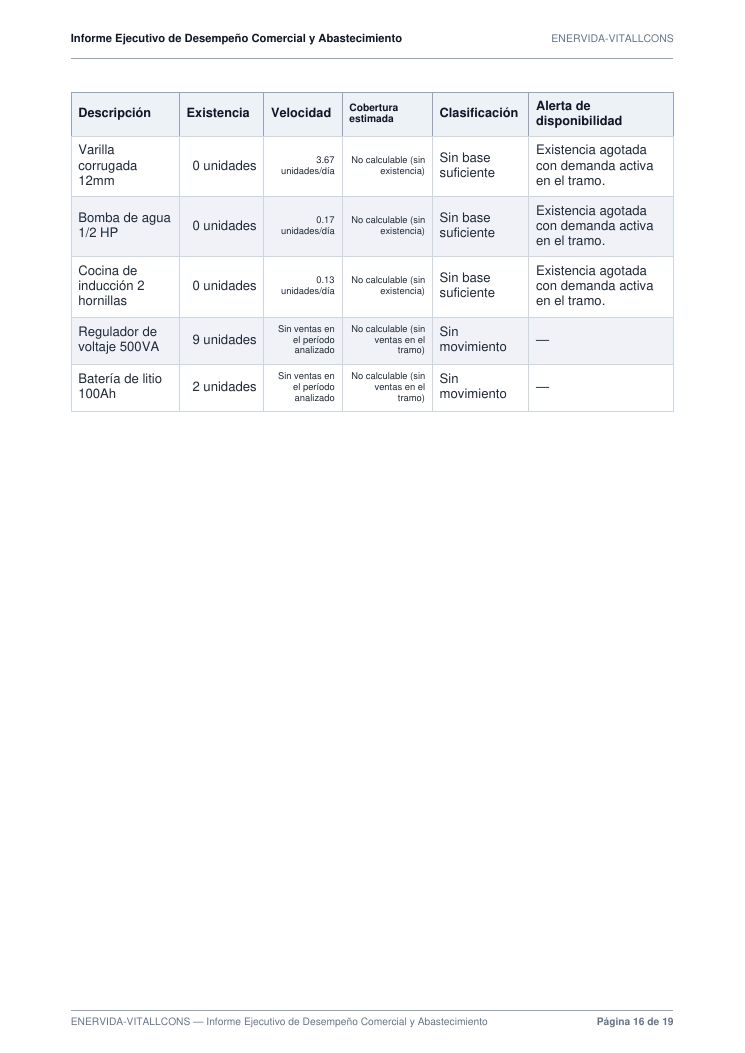 Informe Ejecutivo de Desempeño Comercial y Abastecimiento ENERVIDA-VITALLCONS
Descripción Existencia Velocidad Cobertura estimada Clasificación Alerta de disponibilidad
Varilla corrugada 12mm 0 unidades 3.67 unidades/día No calculable (sin existencia) Sin base suficiente Existencia agotada con demanda activa en el tramo.
Bomba de agua 1/2 HP 0 unidades 0.17 unidades/día No calculable (sin existencia) Sin base suficiente Existencia agotada con demanda activa en el tramo.
Cocina de inducción 2 hornillas 0 unidades 0.13 unidades/día No calculable (sin existencia) Sin base suficiente Existencia agotada con demanda activa en el tramo.
Regulador de voltaje 500VA 9 unidades Sin ventas en el período analizado No calculable (sin ventas en el tramo) Sin movimiento —
Batería de litio 100Ah 2 unidades Sin ventas en el período analizado No calculable (sin ventas en el tramo) Sin movimiento —
ENERVIDA-VITALLCONS — Informe Ejecutivo de Desempeño Comercial y Abastecimiento Página 16 de 19